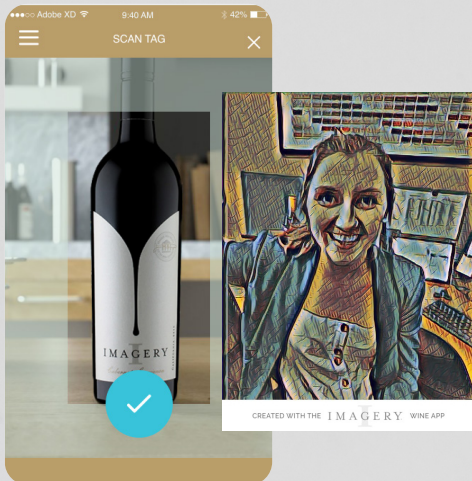 Adobe XD
9:40 AM
42%
SCAN TAG
IMAGERY
CREATED WITH THE IMAGERY WINE APP